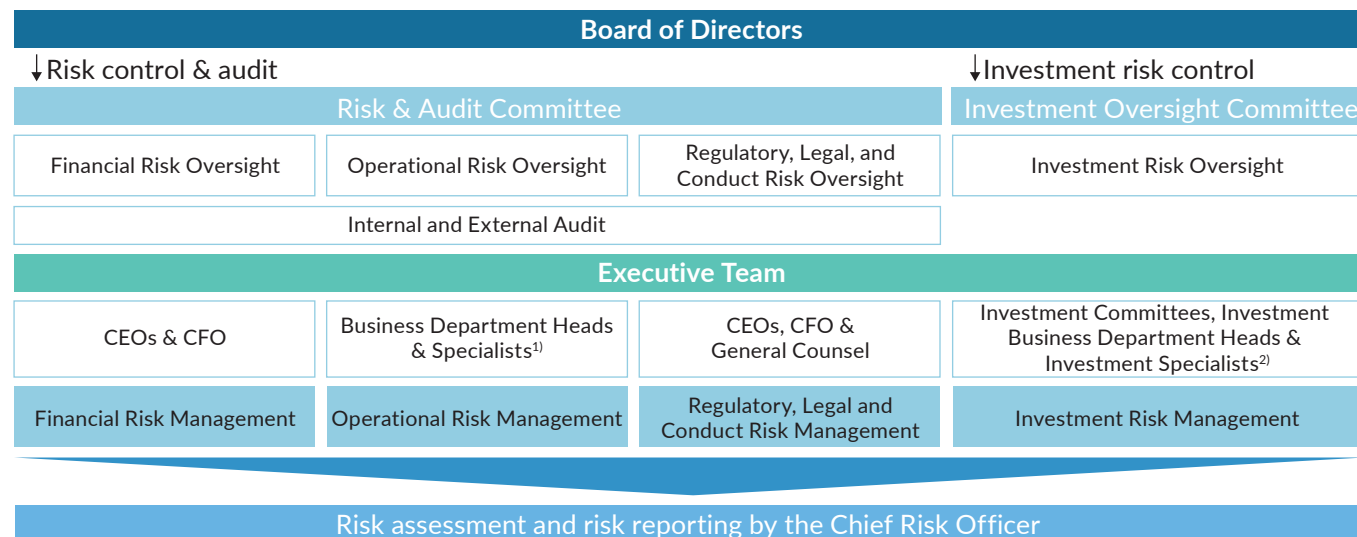 Board of Directors
↓Risk control & audit
↓Investment risk control
Risk & Audit Committee
Investment Oversight Committee
Financial Risk Oversight
Operational Risk Oversight
Regulatory, Legal, and
Conduct Risk Oversight
Investment Risk Oversight
Internal and External Audit
Executive Team
CEOs & CFO
Business Department Heads
& Specialists1)
CEOs, CFO &
General Counsel
Investment Committees, Investment
Business Department Heads &
Investment Specialists2)
Financial Risk Management
Operational Risk Management
Regulatory, Legal and
Conduct Risk Management
Investment Risk Management
Risk assessment and risk reporting by the Chief Risk Officer